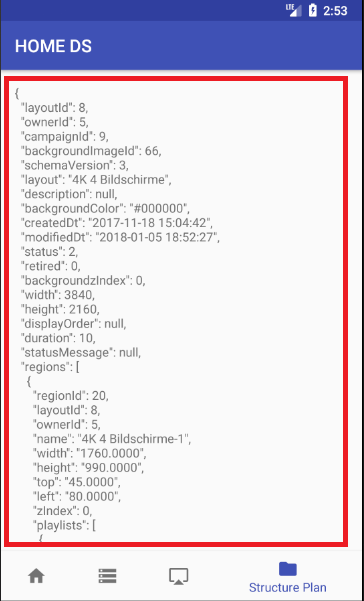 LTE 2:53
HOME DS
{
"layoutId": 8,
"ownerId": 5,
"campaignId": 9,
"backgroundImageId": 66,
"schemaVersion": 3,
"layout": "4K 4 Bildschirme",
"description": null,
"backgroundColor": "#000000",
"createdDt": "2017-11-18 15:04:42",
"modifiedDt": "2018-01-05 18:52:27",
"status": 2,
"retired": 0,
"backgroundzIndex": 0,
"width": 3840,
"height": 2160,
"displayOrder": null,
"duration": 10,
"statusMessage": null,
"regions": [
{
"regionId": 20,
"layoutId": 8,
"ownerId": 5,
"name": "4K 4 Bildschirme-1",
"width": "1760.0000",
"height": "990.0000",
"top": "45.0000",
"left": "80.0000",
"zIndex": 0,
"playlists": [
{
Structure Plan